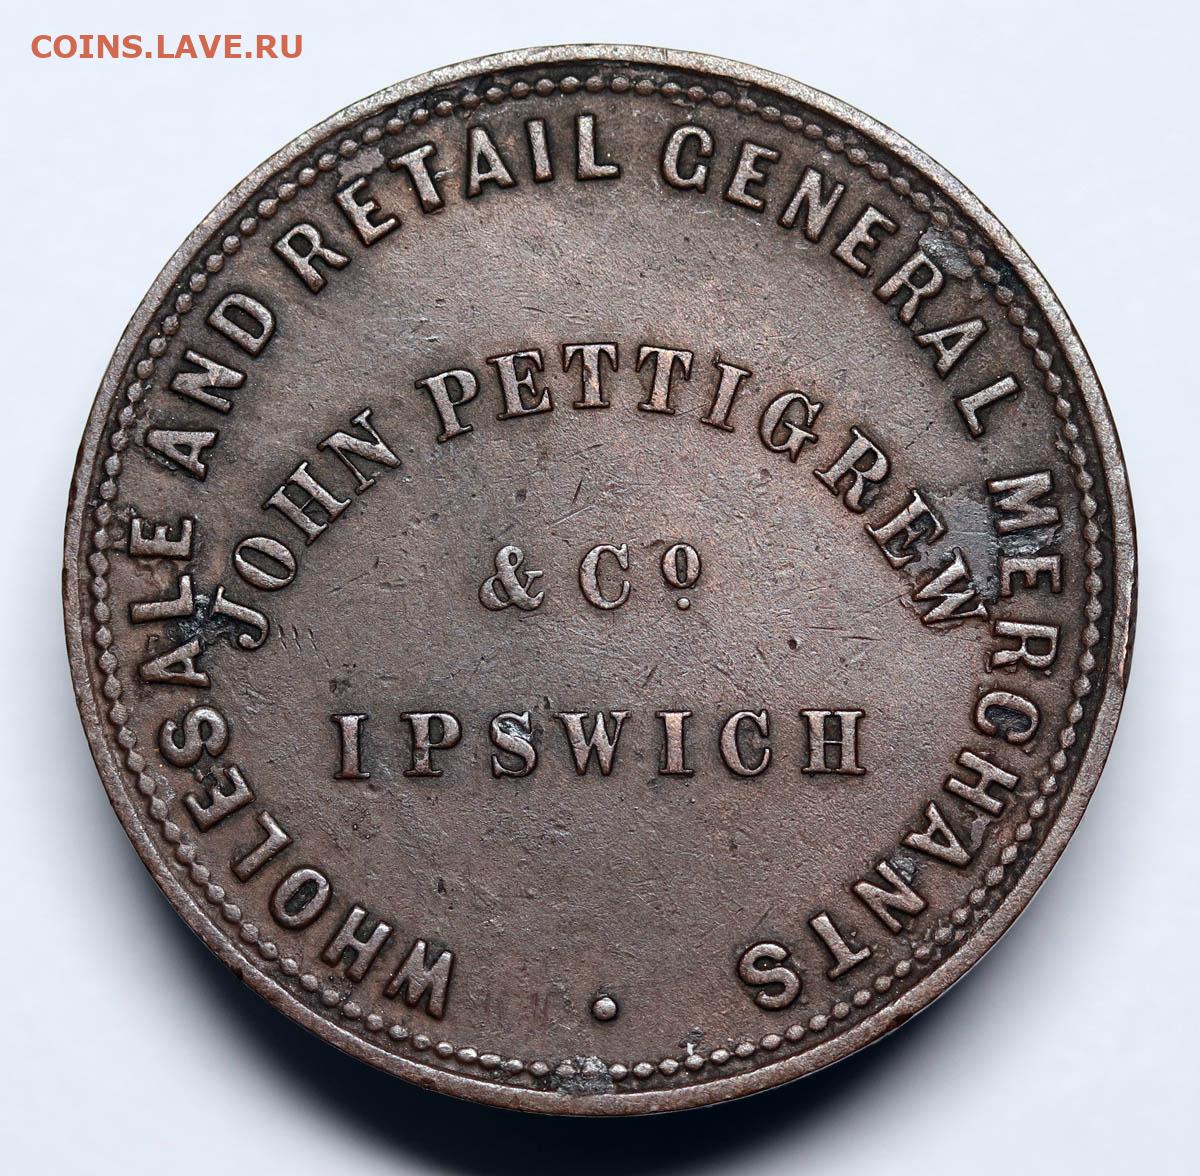 COINS.LAVE.RU
WHOLESALE AND RETAIL GENERAL MERCHANTS
JOHN PETTIGREW
& Cº
IPSWICH